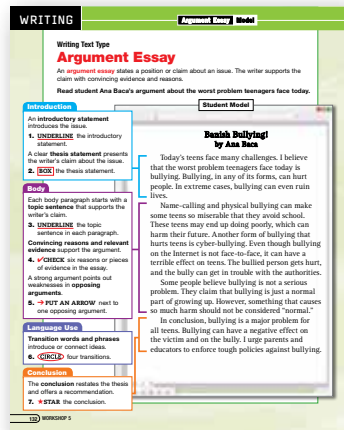 WRITING
Argument Essay Model
Writing Text Type
Argument Essay
An argument essay states a position or claim about an issue. The writer supports the
claim with convincing evidence and reasons.
Read student Ana Baca's argument about the worst problem teenagers face today.
Introduction
An introductory statement
introduces the issue.
1. UNDERLINE the introductory
statement.
A clear thesis statement presents
the writer's claim about the issue.
2. BOX the thesis statement.
Body
Each body paragraph starts with a
topic sentence that supports the
writer's claim.
3. UNDERLINE the topic
sentence in each paragraph.
Convincing reasons and relevant
evidence support the argument.
4. ✓CHECK six reasons or pieces
of evidence in the essay.
A strong argument points out
weaknesses in opposing
arguments.
5. → PUT AN ARROW next to
one opposing argument.
Language Use
Transition words and phrases
introduce or connect ideas.
6. CIRCLE four transitions.
Conclusion
The conclusion restates the thesis
and offers a recommendation.
7. ★STAR the conclusion.
Student Model
Banish Bullying!
by Ana Baca
Today's teens face many challenges. I believe
that the worst problem teenagers face today is
bullying. Bullying, in any of its forms, can hurt
people. In extreme cases, bullying can even ruin
lives.
Name-calling and physical bullying can make
some teens so miserable that they avoid school.
These teens may end up doing poorly, which can
harm their future. Another form of bullying that
hurts teens is cyber-bullying. Even though bullying
on the Internet is not face-to-face, it can have a
terrible effect on teens. The bullied person gets hurt,
and the bully can get in trouble with the authorities.
Some people believe bullying is not a serious
problem. They claim that bullying is just a normal
part of growing up. However, something that causes
so much harm should not be considered "normal."
In conclusion, bullying is a major problem for
all teens. Bullying can have a negative effect on
the victim and on the bully. I urge parents and
educators to enforce tough policies against bullying.
132 WORKSHOP 5